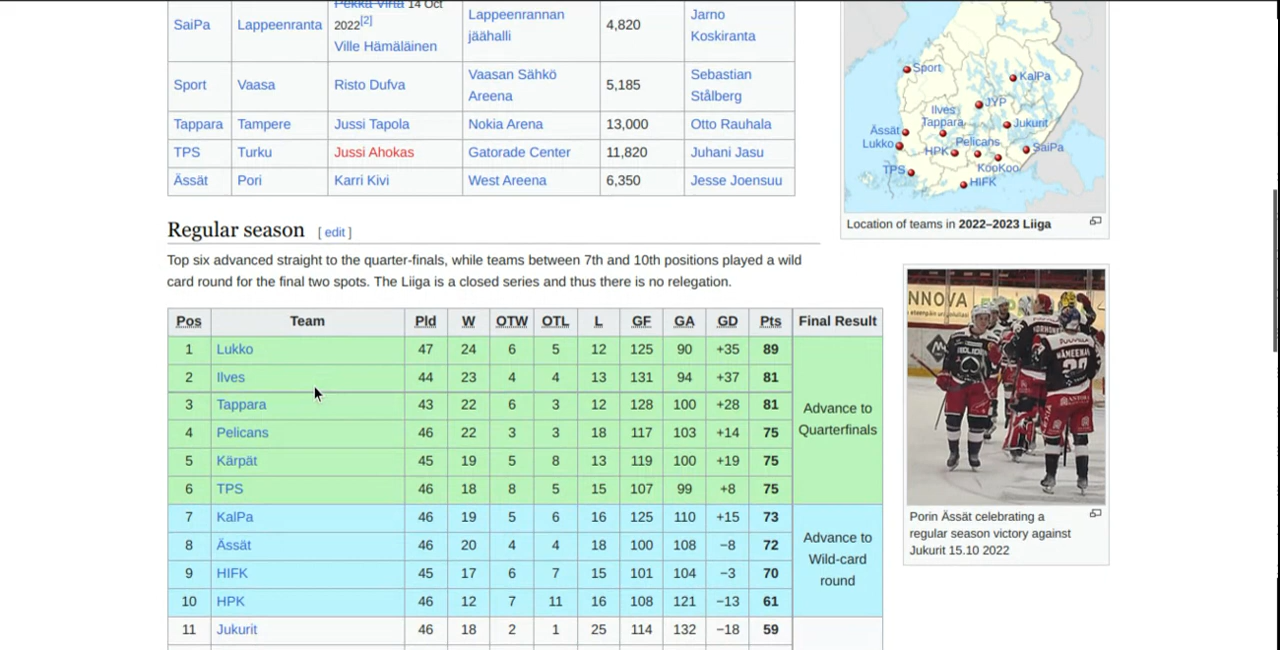 Pekka Virta 14 Oct
SaiPa Lappeenranta 2022[2] Lappeenrannan jäähalli 4,820 Jarno Koskiranta
Ville Hämäläinen
Sport Vaasa Risto Dufva Vaasan Sähkö Areena 5,185 Sebastian Stålberg
Tappara Tampere Jussi Tapola Nokia Arena 13,000 Otto Rauhala
TPS Turku Jussi Ahokas Gatorade Center 11,820 Juhani Jasu
Ässät Pori Karri Kivi West Areena 6,350 Jesse Joensuu
Sport
KalPa
JYP
Ilves
Tappara
Jukurit
Ässät
Lukko
Pelicans
HPK
SaiPa
KooKoo
TPS
HIFK
Location of teams in 2022–2023 Liiga
Regular season [ edit ]
Top six advanced straight to the quarter-finals, while teams between 7th and 10th positions played a wild
card round for the final two spots. The Liiga is a closed series and thus there is no relegation.
Pos Team Pld W OTW OTL L GF GA GD Pts Final Result
1 Lukko 47 24 6 5 12 125 90 +35 89
2 Ilves 44 23 4 4 13 131 94 +37 81
3 Tappara 43 22 6 3 12 128 100 +28 81
4 Pelicans 46 22 3 3 18 117 103 +14 75
5 Kärpät 45 19 5 8 13 119 100 +19 75
6 TPS 46 18 8 5 15 107 99 +8 75
Advance to
Quarterfinals
7 KalPa 46 19 5 6 16 125 110 +15 73
8 Ässät 46 20 4 4 18 100 108 −8 72
9 HIFK 45 17 6 7 15 101 104 −3 70
10 HPK 46 12 7 11 16 108 121 −13 61
Advance to
Wild-card
round
11 Jukurit 46 18 2 1 25 114 132 −18 59
NNOVA
Porin Ässät celebrating a
regular season victory against
Jukurit 15.10 2022